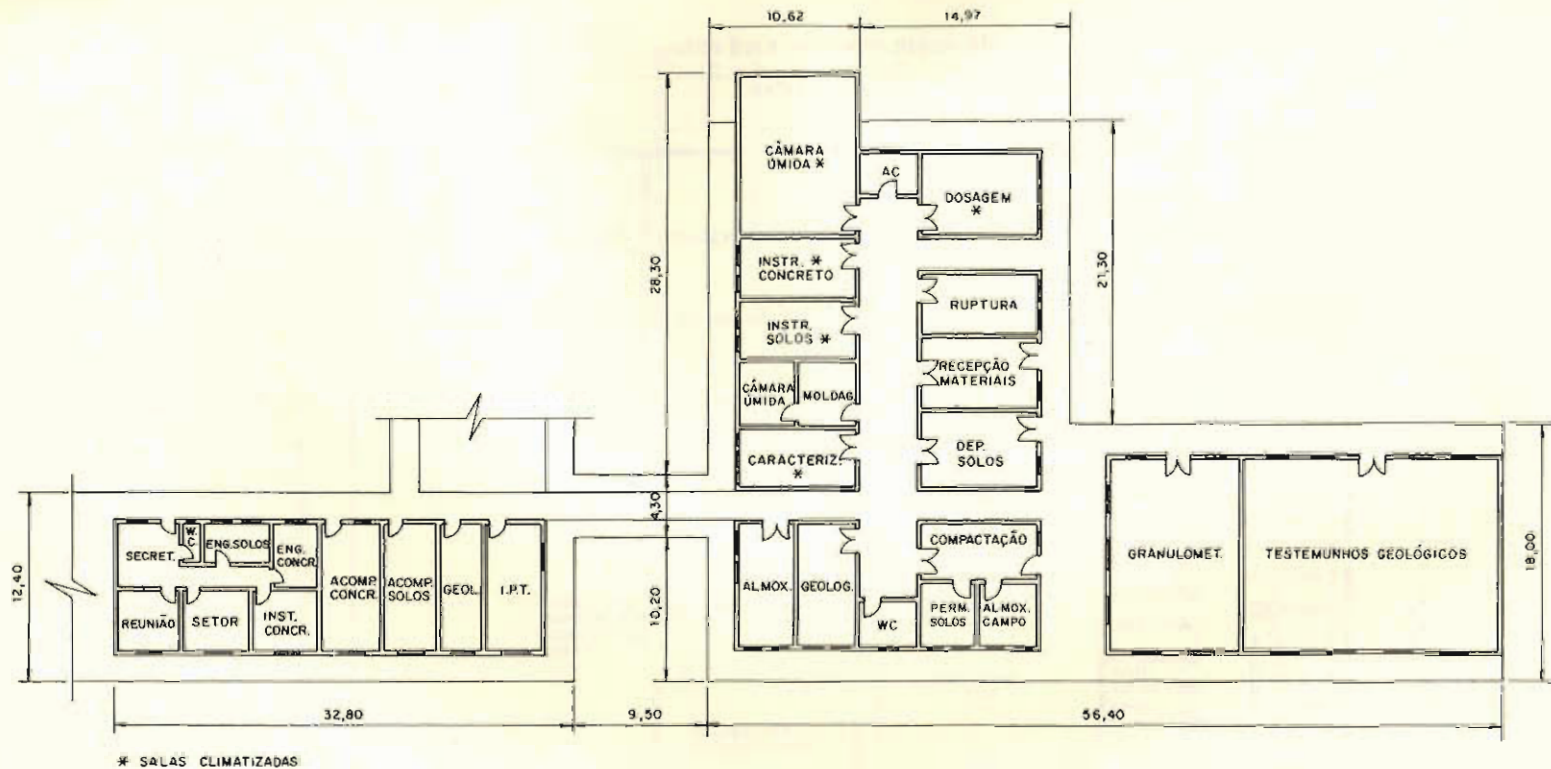 10,62
14,97
28,30
21,30
CÂMARA
ÚMIDA *
AC
DOSAGEM
*
INSTR. *
CONCRETO
RUPTURA
INSTR.
SOLOS *
RECEPÇÃO
MATERIAIS
CÂMARA
ÚMIDA
MOLDAG.
CARACTERIZ.
*
DEP.
SOLOS
12,40
4,30
10,20
18,00
SECRET.
W.
C
ENG.SOLOS
ENG.
CONCR.
ACOMP.
CONCR.
ACOMP.
SOLOS
GEOL.
I.P.T.
REUNIÃO
SETOR
INST.
CONCR.
ALMOX.
GEOLOG.
WC
COMPACTAÇÃO
PERM.
SOLOS
ALMOX.
CAMPO
GRANULOMET.
TESTEMUNHOS GEOLÓGICOS
32,80
9,50
56,40
* SALAS CLIMATIZADAS